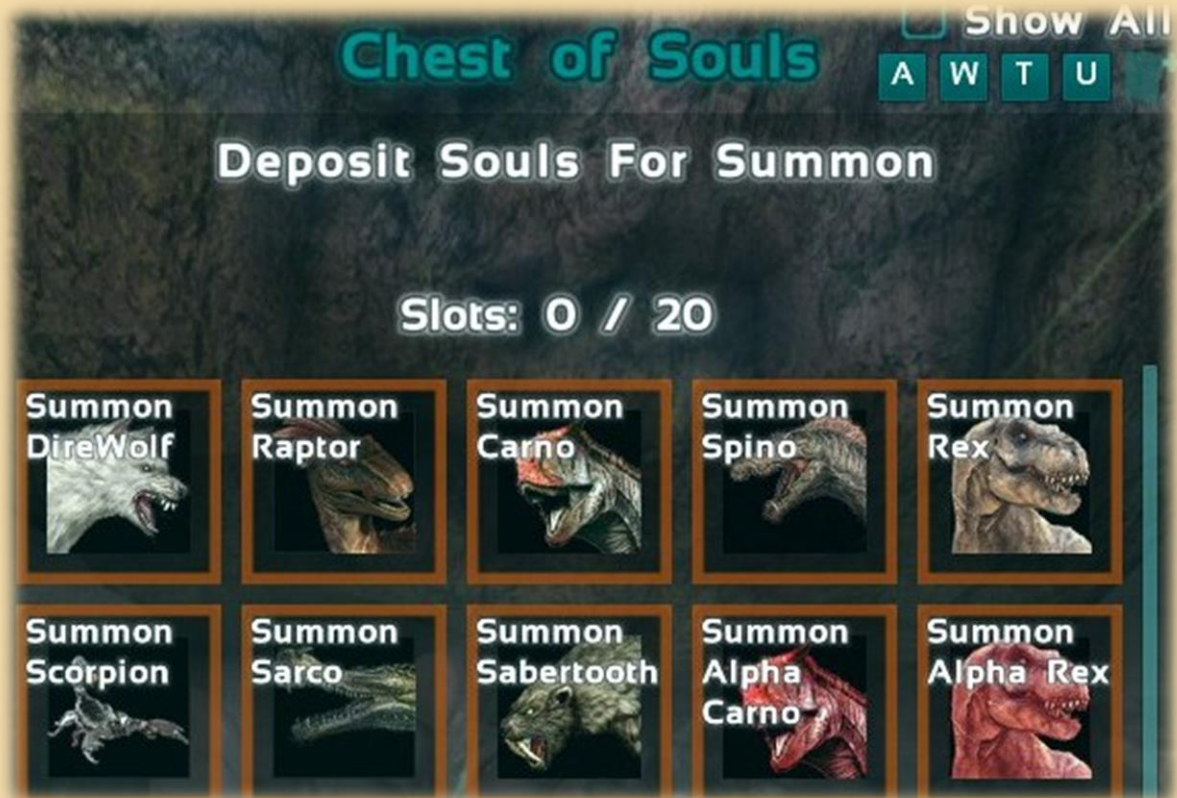 Show All
Chest of Souls
A W T U
Deposit Souls For Summon
Slots: 0 / 20
Summon
DireWolf
Summon
Raptor
Summon
Carno
Summon
Spino
Summon
Rex
Summon
Scorpion
Summon
Sarco
Summon
Sabertooth
Summon
Alpha
Carno
Summon
Alpha Rex